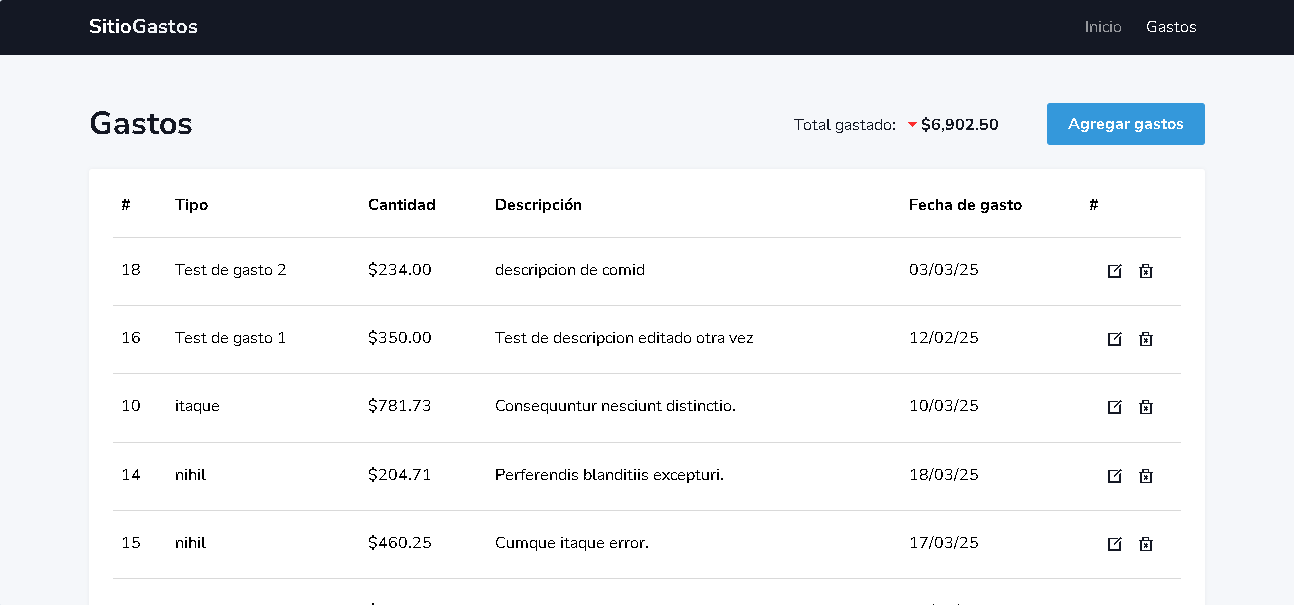 SitioGastos Inicio Gastos
Gastos Total gastado: $6,902.50 Agregar gastos
# Tipo Cantidad Descripción Fecha de gasto #
18 Test de gasto 2 $234.00 descripcion de comid 03/03/25
16 Test de gasto 1 $350.00 Test de descripcion editado otra vez 12/02/25
10 itaque $781.73 Consequuntur nesciunt distinctio. 10/03/25
14 nihil $204.71 Perferendis blanditiis excepturi. 18/03/25
15 nihil $460.25 Cumque itaque error. 17/03/25